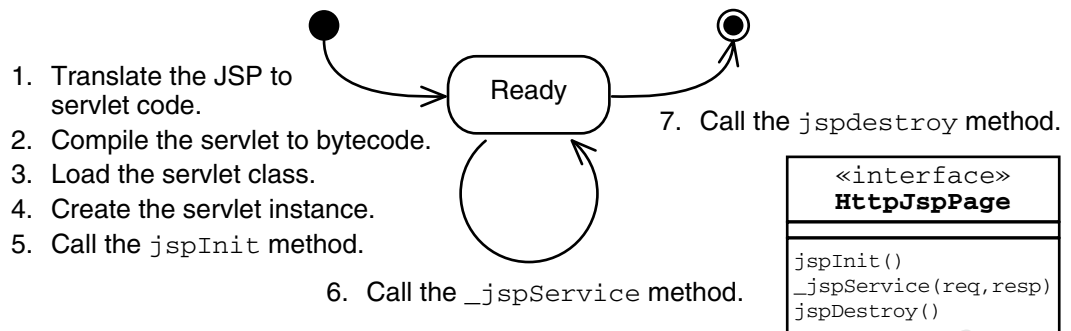 1. Translate the JSP to
servlet code.
2. Compile the servlet to bytecode.
3. Load the servlet class.
4. Create the servlet instance.
5. Call the jspInit method.
Ready
6. Call the _jspService method.
7. Call the jspdestroy method.
«interface»
HttpJspPage
jspInit()
_jspService(req,resp)
jspDestroy()